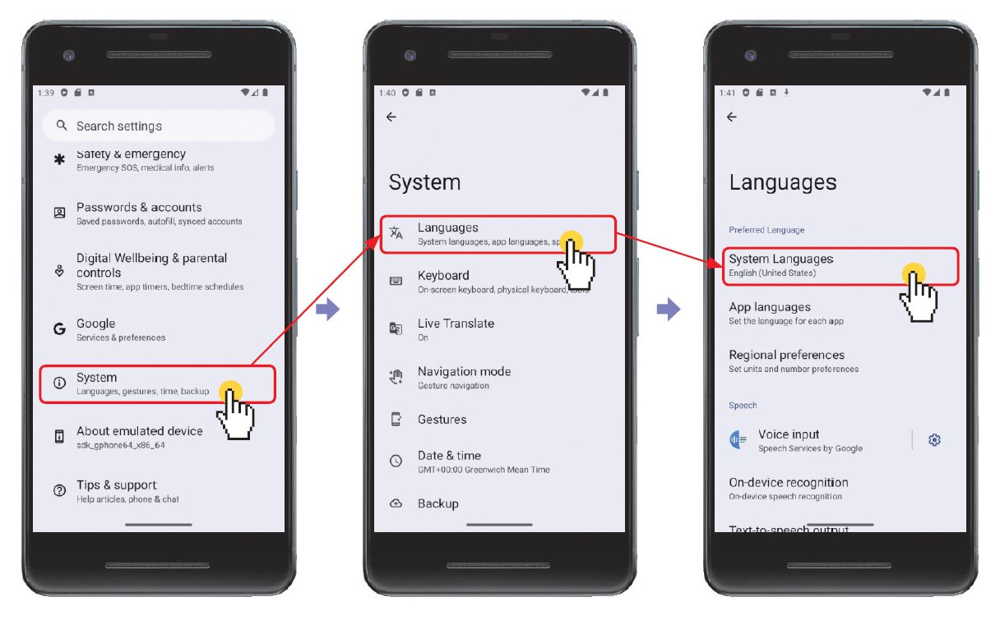 1:39
Search settings
Safety & emergency
Emergency SOS, medical info, alerts
Passwords & accounts
Saved passwords, autofill, synced accounts
Digital Wellbeing & parental
controls
Screen time, app timers, bedtime schedules
Google
Services & preferences
System
Languages, gestures, time, backup
About emulated device
sdk_gphone64_x86_64
Tips & support
Help articles, phone & chat
1:40
System
Languages
System languages, app languages, sp
Keyboard
On-screen keyboard, physical keyboard, tools
Live Translate
On
Navigation mode
Gesture navigation
Gestures
Date & time
GMT+00:00 Greenwich Mean Time
Backup
1:41
Languages
Preferred Language
System Languages
English (United States)
App languages
Set the language for each app
Regional preferences
Set units and number preferences
Speech
Voice input
Speech Services by Google
On-device recognition
On-device speech recognition
Text-to-speech output